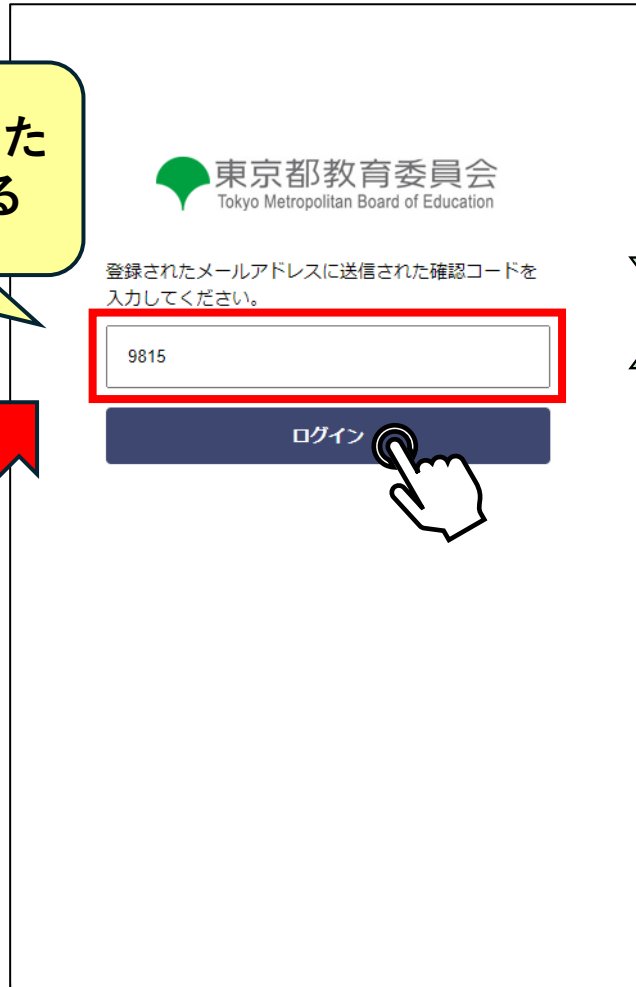 た
る
東京都教育委員会
Tokyo Metropolitan Board of Education
登録されたメールアドレスに送信された確認コードを
入力してください。
9815
ログイン